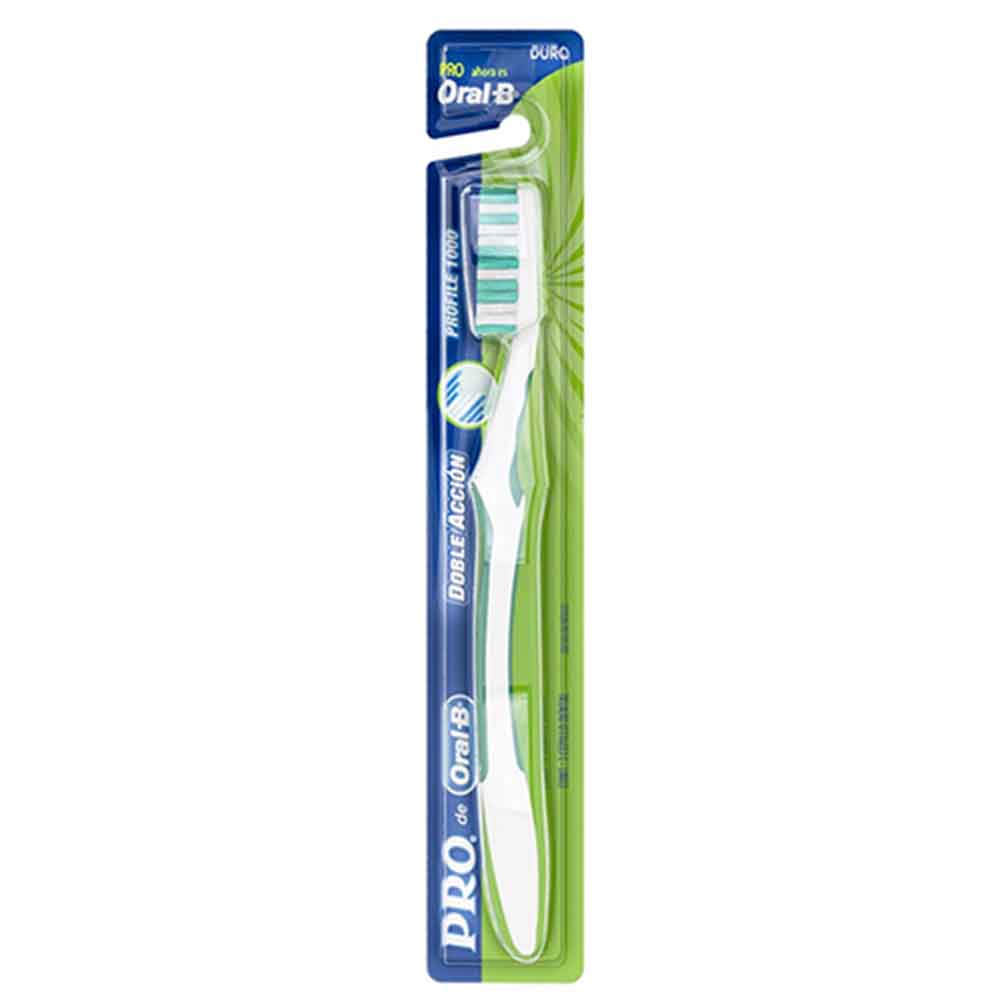 DURO
PRO ahora es
Oral-B
PROFILE 1000
DOBLE ACCIÓN
PRO® de Oral-B